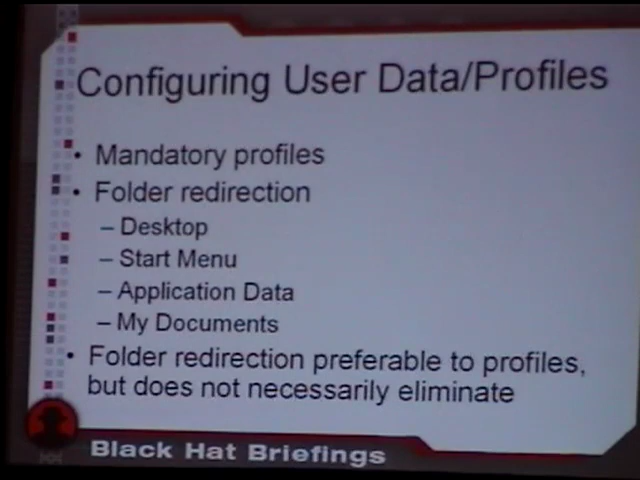 Configuring User Data/Profiles
• Mandatory profiles
• Folder redirection
– Desktop
– Start Menu
– Application Data
– My Documents
• Folder redirection preferable to profiles,
but does not necessarily eliminate
Black Hat Briefings